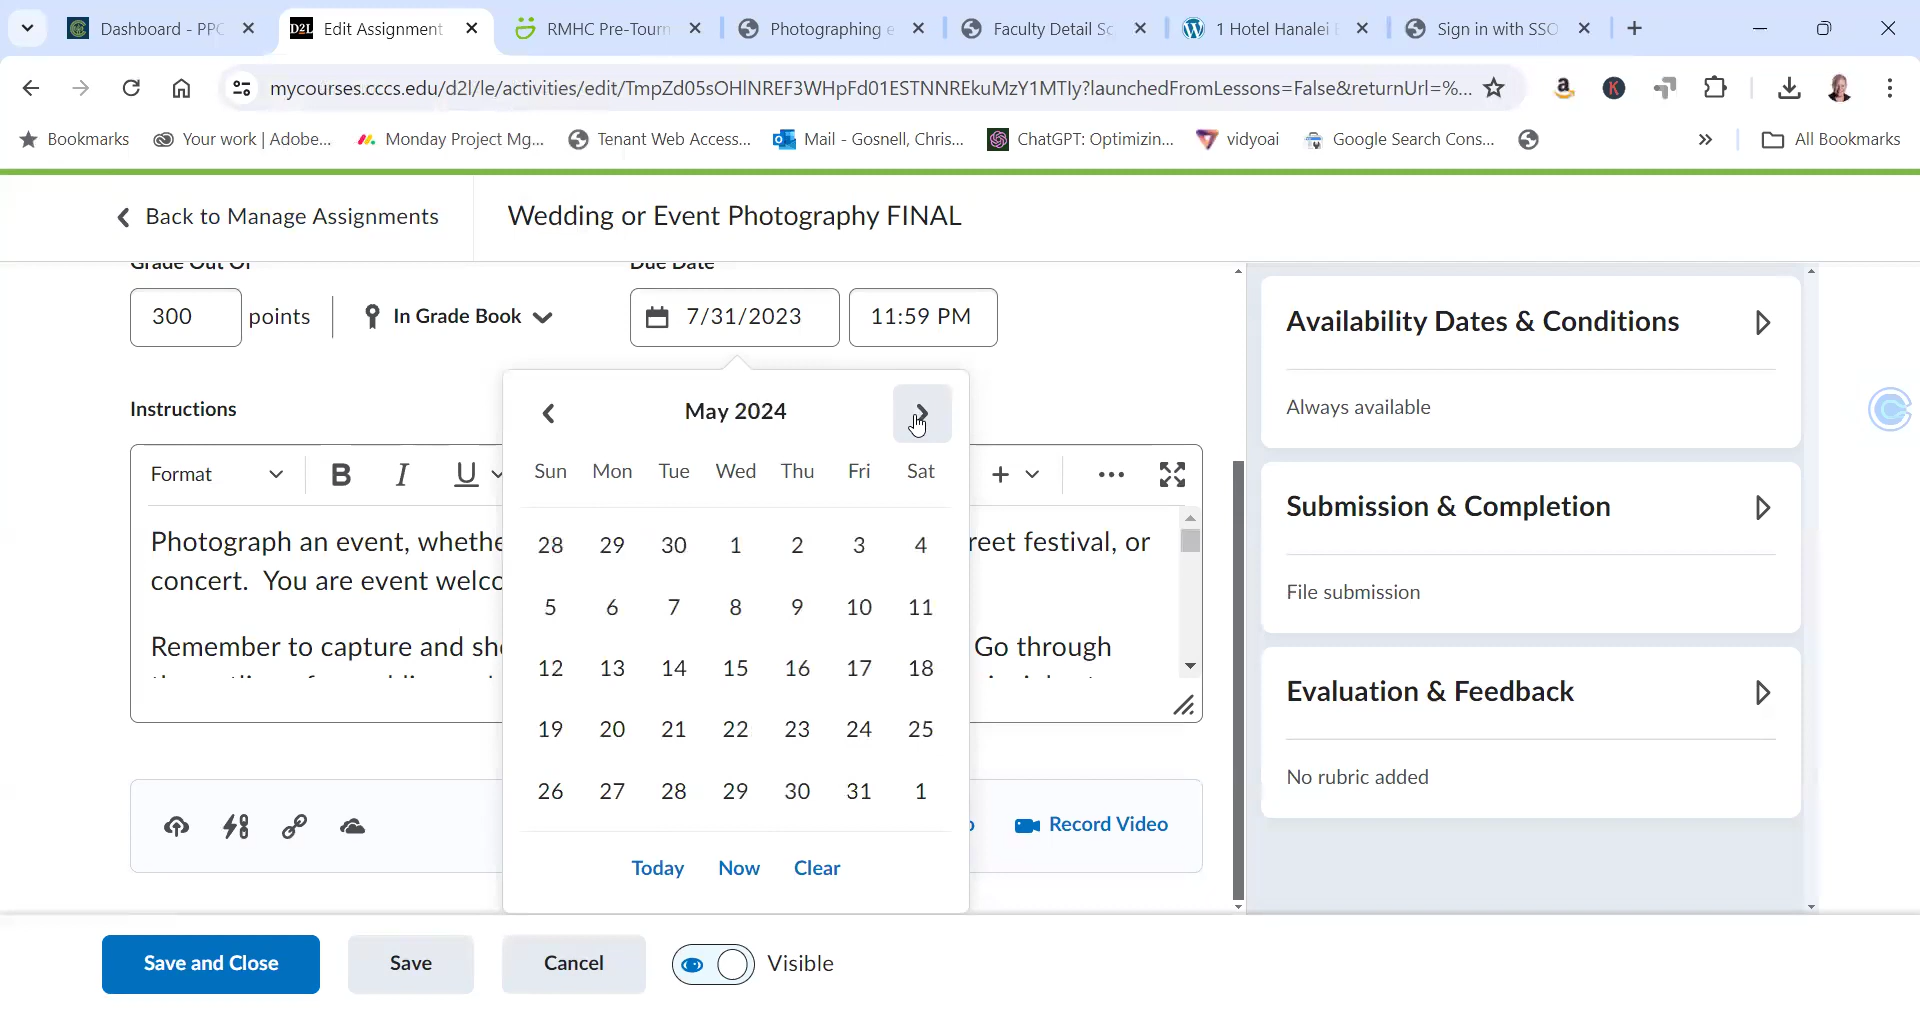 Dashboard - PPC
D2L Edit Assignment
RMHC Pre-Tourn
Photographing e
Faculty Detail Sc
1 Hotel Hanalei B
Sign in with SSO
mycourses.cccs.edu/d2l/le/activities/edit/TmpZd05sOHlNREF3WHpFd01ESTNNREkuMzY1MTIy?launchedFromLessons=False&returnUrl=%...
Bookmarks
Your work | Adobe...
Monday Project Mg...
Tenant Web Access...
Mail - Gosnell, Chris...
ChatGPT: Optimizin...
vidyoai
Google Search Cons...
»
All Bookmarks
Back to Manage Assignments
Wedding or Event Photography FINAL
Grade Out Of
Due Date
300 points
In Grade Book
7/31/2023
11:59 PM
Instructions
Format
B I U
May 2024
Sun Mon Tue Wed Thu Fri Sat
28 29 30 1 2 3 4
5 6 7 8 9 10 11
12 13 14 15 16 17 18
19 20 21 22 23 24 25
26 27 28 29 30 31 1
Today Now Clear
Photograph an event, whethe
reet festival, or
concert. You are event welco
Remember to capture and sh
Go through
Record Video
Availability Dates & Conditions
Always available
Submission & Completion
File submission
Evaluation & Feedback
No rubric added
Save and Close
Save
Cancel
Visible